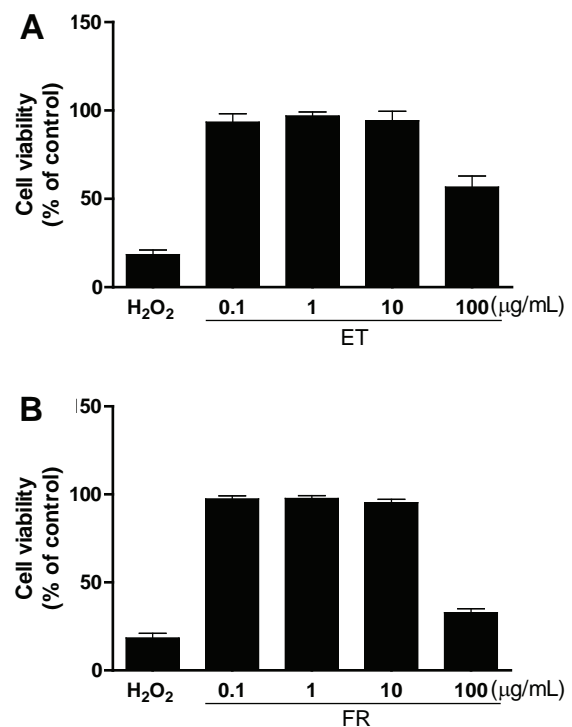 A
150
100
50
0
Cell viability
(% of control)
H₂O₂ 0.1 1 10 100 (μg/mL)
ET
B
150
100
50
0
Cell viability
(% of control)
H₂O₂ 0.1 1 10 100 (μg/mL)
FR